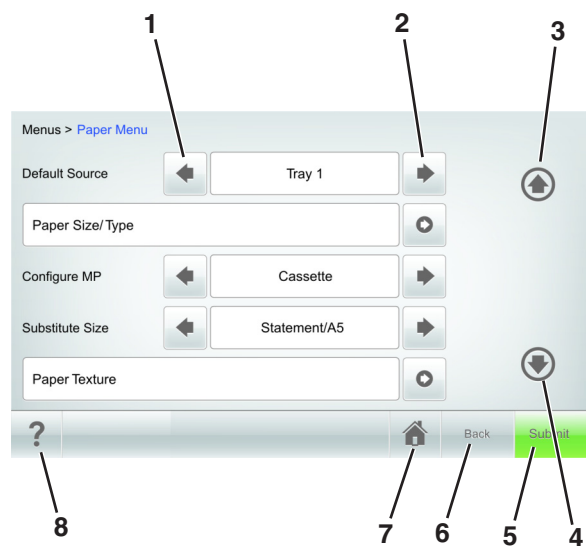 1 2 3
Menus > Paper Menu
Default Source Tray 1
Paper Size/Type
Configure MP Cassette
Substitute Size Statement/A5
Paper Texture
? Back Submit
8 7 6 5 4